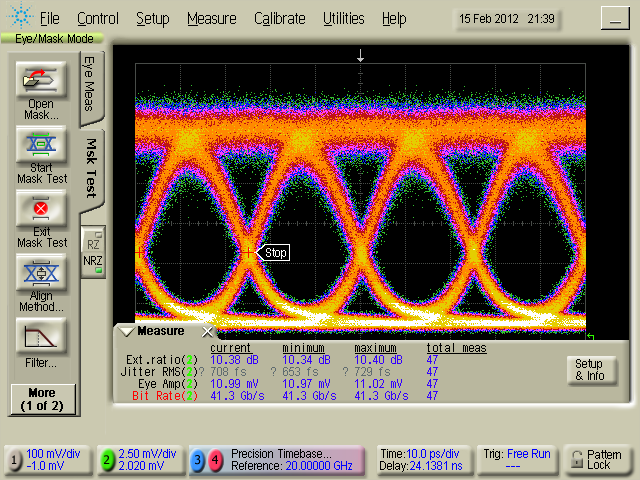 File Control Setup Measure Calibrate Utilities Help 15 Feb 2012 21:39
Eye/Mask Mode
Eye Meas
Msk Test
Open
Mask...
Start
Mask Test
Exit
Mask Test
RZ
NRZ
Align
Method...
Filter...
More
(1 of 2)
Stop
Measure
current minimum maximum total meas
Ext.ratio(2) 10.38 dB 10.34 dB 10.40 dB 47
Jitter RMS(2) ? 708 fs ? 653 fs ? 729 fs 47
Eye Amp(2) 10.99 mV 10.97 mV 11.02 mV 47
Bit Rate(2) 41.3 Gb/s 41.3 Gb/s 41.3 Gb/s 47
Setup
& Info
1 100 mV/div
-1.0 mV
2 2.50 mV/div
2.020 mV
3 4 Precision Timebase...
Reference: 20.00000 GHz
Time:10.0 ps/div
Delay:24.1381 ns
Trig: Free Run
---
Pattern
Lock